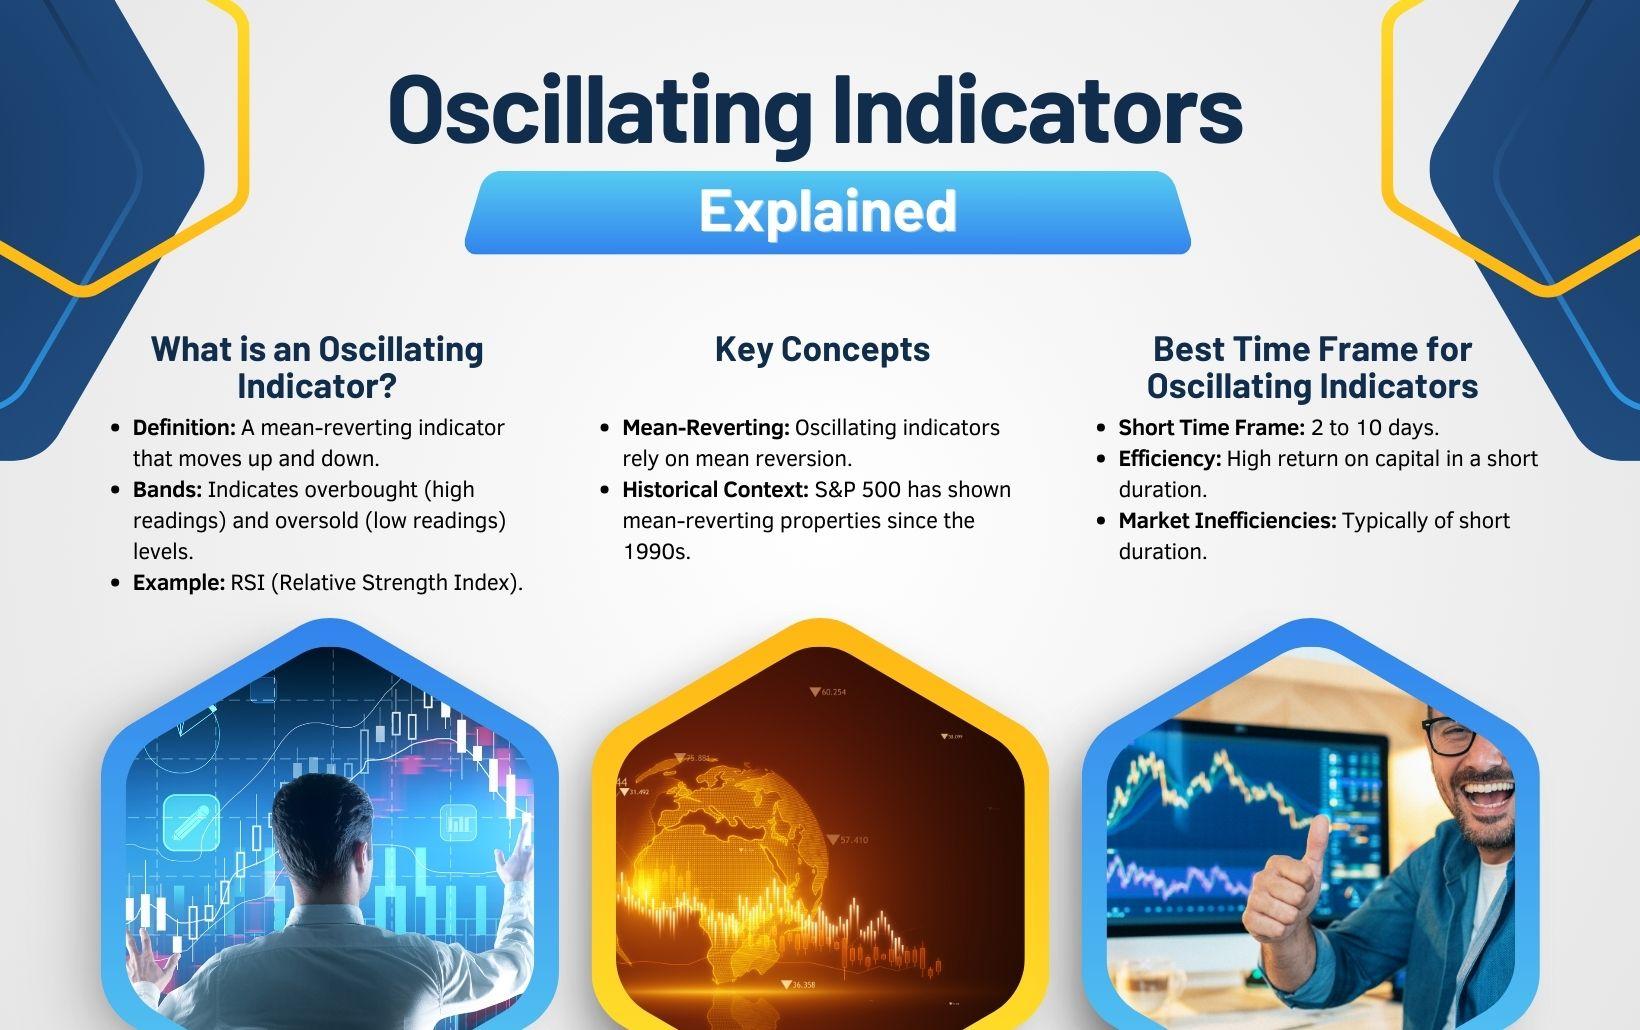 Oscillating Indicators
Explained
What is an Oscillating
Indicator?
• Definition: A mean-reverting indicator
that moves up and down.
• Bands: Indicates overbought (high
readings) and oversold (low readings)
levels.
• Example: RSI (Relative Strength Index).
Key Concepts
• Mean-Reverting: Oscillating indicators
rely on mean reversion.
• Historical Context: S&P 500 has shown
mean-reverting properties since the
1990s.
Best Time Frame for
Oscillating Indicators
• Short Time Frame: 2 to 10 days.
• Efficiency: High return on capital in a short
duration.
• Market Inefficiencies: Typically of short
duration.
60.254
75.881
44
31.492
57.410
36.358